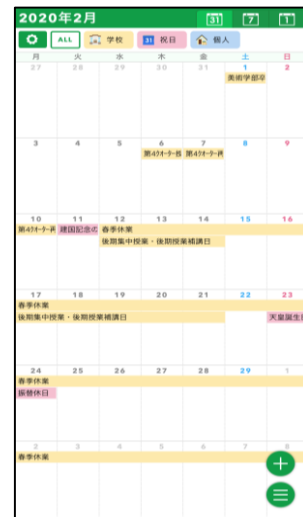 2020年2月 31 7 1
ALL 学校 31 祝日 個人
月 火 水 木 金 土 日
27 28 29 30 31 1 2
美術学部卒
3 4 5 6 7 8 9
第4クオーター授 第4クオーター再
10 11 12 13 14 15 16
第4クオーター再 建国記念の 春季休業
後期集中授業・後期授業補講日
17 18 19 20 21 22 23
春季休業
後期集中授業・後期授業補講日 天皇誕生
24 25 26 27 28 29 1
春季休業
振替休日
2 3 4 5 6 7 8
春季休業